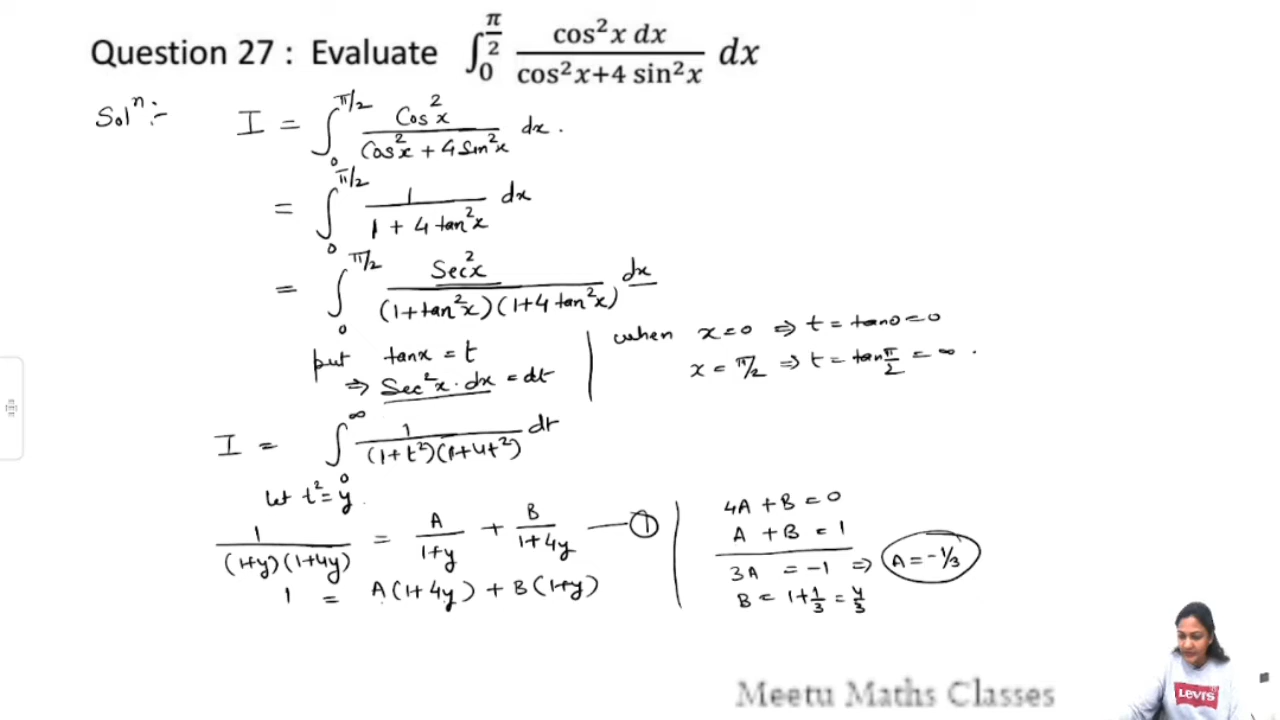 Question 27 : Evaluate ∫₀^(π/2) (cos²x dx)/(cos²x+4 sin²x) dx
Solⁿ:- I = ∫₀^(π/2) (Cos²x)/(Cos²x + 4 Sin²x) dx .
= ∫₀^(π/2) 1/(1 + 4 tan²x) dx
= ∫₀^(π/2) (Sec²x)/((1+tan²x)(1+4 tan²x)) dx
put tanx = t
⇒ Sec²x · dx = dt
when x=0 ⇒ t = tan0 = 0
x = π/2 ⇒ t = tan π/2 = ∞ .
I = ∫₀^∞ 1/((1+t²)(1+4t²)) dt
let t² = y
1/((1+y)(1+4y)) = A/(1+y) + B/(1+4y) — ①
1 = A(1+4y) + B(1+y)
4A + B = 0
A + B = 1
3A = -1 ⇒ A = -1/3
B = 1+1/3 = 4/3
Meetu Maths Classes
LEVI'S